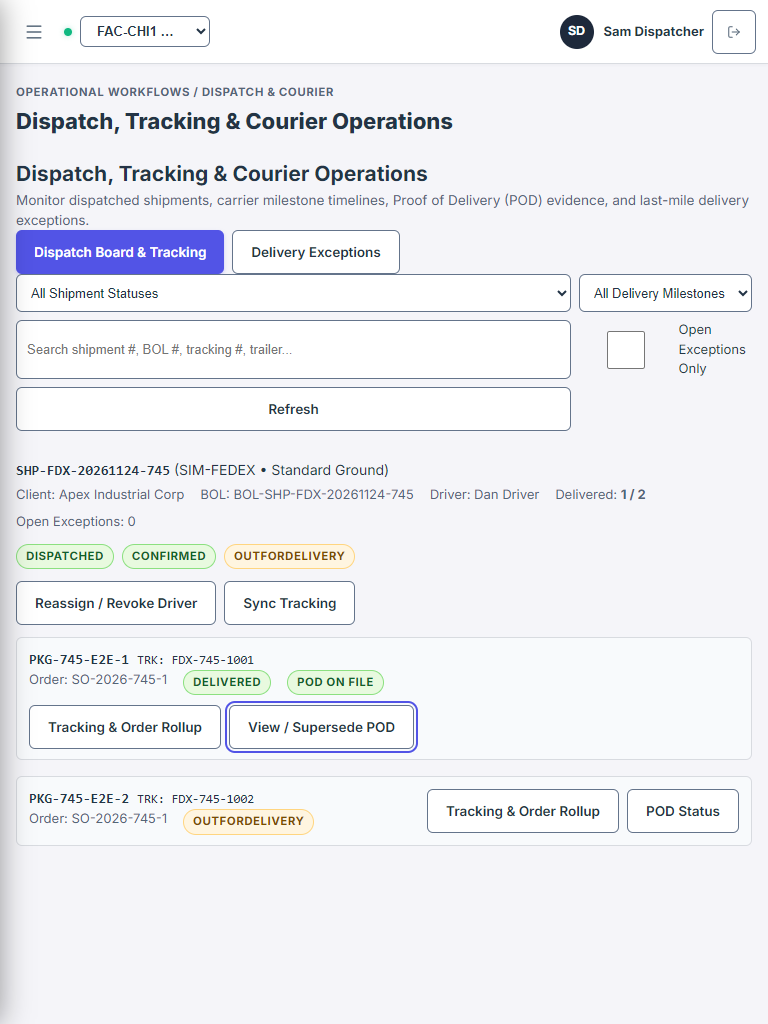 FAC-CHI1 ...
SD
Sam Dispatcher
OPERATIONAL WORKFLOWS / DISPATCH & COURIER
Dispatch, Tracking & Courier Operations
Dispatch, Tracking & Courier Operations
Monitor dispatched shipments, carrier milestone timelines, Proof of Delivery (POD) evidence, and last-mile delivery
exceptions.
Dispatch Board & Tracking
Delivery Exceptions
All Shipment Statuses
All Delivery Milestones
Search shipment #, BOL #, tracking #, trailer...
Open
Exceptions
Only
Refresh
SHP-FDX-20261124-745 (SIM-FEDEX • Standard Ground)
Client: Apex Industrial Corp BOL: BOL-SHP-FDX-20261124-745 Driver: Dan Driver Delivered: 1 / 2
Open Exceptions: 0
DISPATCHED CONFIRMED OUTFORDELIVERY
Reassign / Revoke Driver
Sync Tracking
PKG-745-E2E-1 TRK: FDX-745-1001
Order: SO-2026-745-1 DELIVERED POD ON FILE
Tracking & Order Rollup
View / Supersede POD
PKG-745-E2E-2 TRK: FDX-745-1002
Order: SO-2026-745-1 OUTFORDELIVERY
Tracking & Order Rollup
POD Status